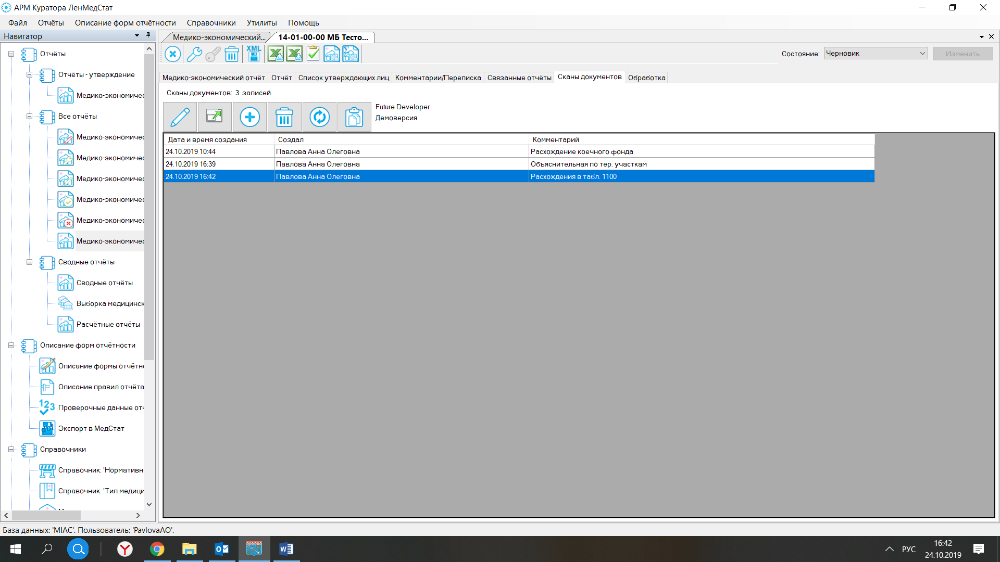 АРМ Куратора ЛенМедСтат
Файл Отчёты Описание форм отчётности Справочники Утилиты Помощь
Навигатор
Отчёты
Отчёты - утверждение
Медико-экономичес
Все отчёты
Медико-экономичес
Медико-экономичес
Медико-экономичес
Медико-экономичес
Медико-экономичес
Медико-экономичес
Сводные отчёты
Сводные отчёты
Выборка медицинск
Расчётные отчёты
Описание форм отчётности
Описание формы отчётн
Описание правил отчёта
123
Проверочные данные отч
dbf
Экспорт в МедСтат
Справочники
Справочник: 'Нормативн
Справочник: 'Тип медици
Медико-экономический...
14-01-00-00 МБ Тесто...
XML
Состояние: Черновик Изменить
Медико-экономический отчёт Отчёт Список утверждающих лиц Комментарии/Переписка Связанные отчёты Сканы документов Обработка
Сканы документов: 3 записей.
Future Developer
Демоверсия
Дата и время создания Создал Комментарий
24.10.2019 10:44 Павлова Анна Олеговна Расхождение коечного фонда
24.10.2019 16:39 Павлова Анна Олеговна Объяснительная по тер. участкам
24.10.2019 16:42 Павлова Анна Олеговна Расхождения в табл. 1100
База данных: 'MIAC'. Пользователь: 'PavlovaAO'.
РУС
16:42
24.10.2019